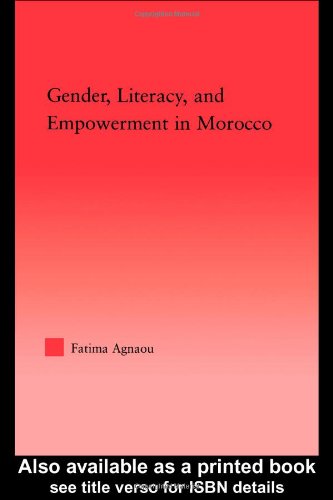 Gender, Literacy, and
Empowerment in Morocco
Fatima Agnaou
Also available as a printed book
see title verso for ISBN details